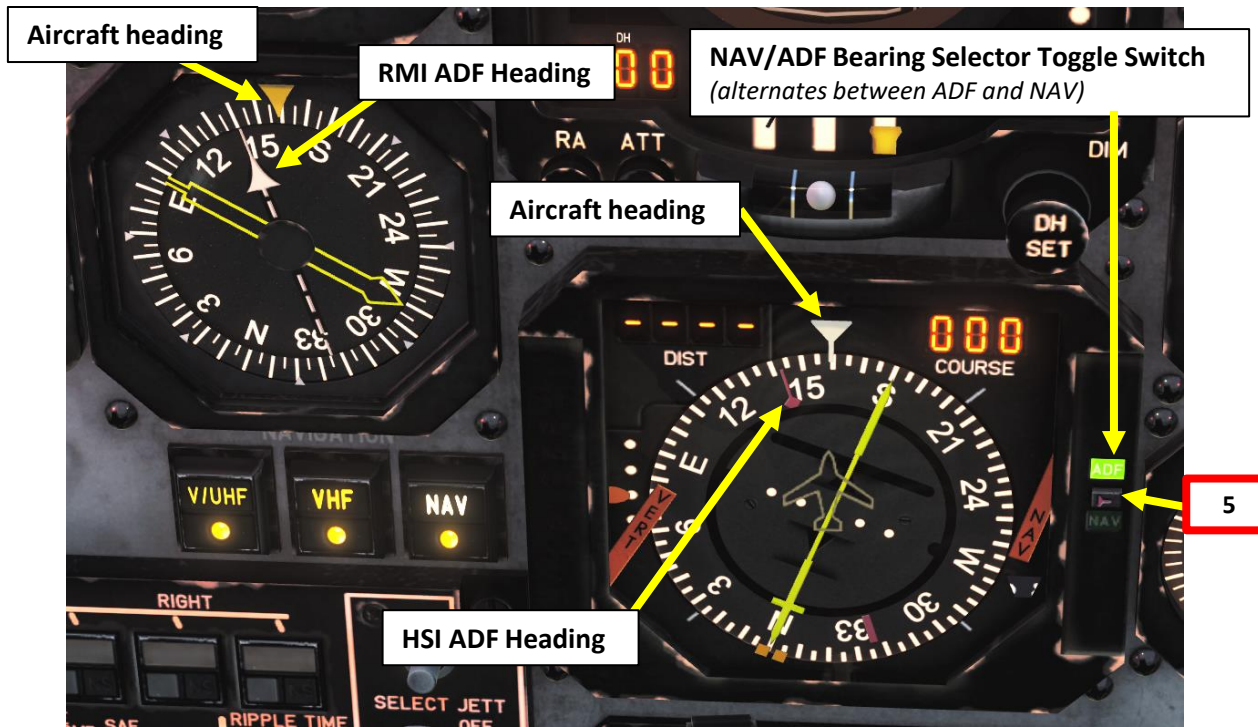 Aircraft heading
RMI ADF Heading
NAV/ADF Bearing Selector Toggle Switch
(alternates between ADF and NAV)
DH
00
RA ATT
DIM
DH
SET
Aircraft heading
12 15 S 21 24 W 30 33 N 3 6 E
DIST
000
COURSE
12 15 S 21 24 W 30 33 N 3 6 E
VERT
NAV
ADF
NAV
5
NAVIGATION
V/UHF VHF NAV
HSI ADF Heading
RIGHT
SELECT JETT
OFF
SAF
RIPPLE TIME